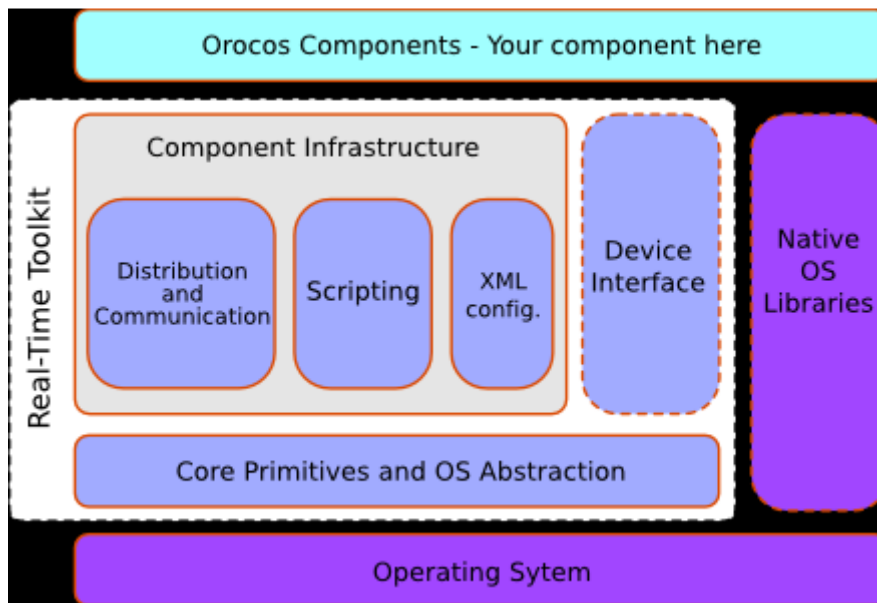 Orocos Components - Your component here
Real-Time Toolkit
Component Infrastructure
Distribution
and
Communication
Scripting
XML
config.
Device
Interface
Native
OS
Libraries
Core Primitives and OS Abstraction
Operating Sytem